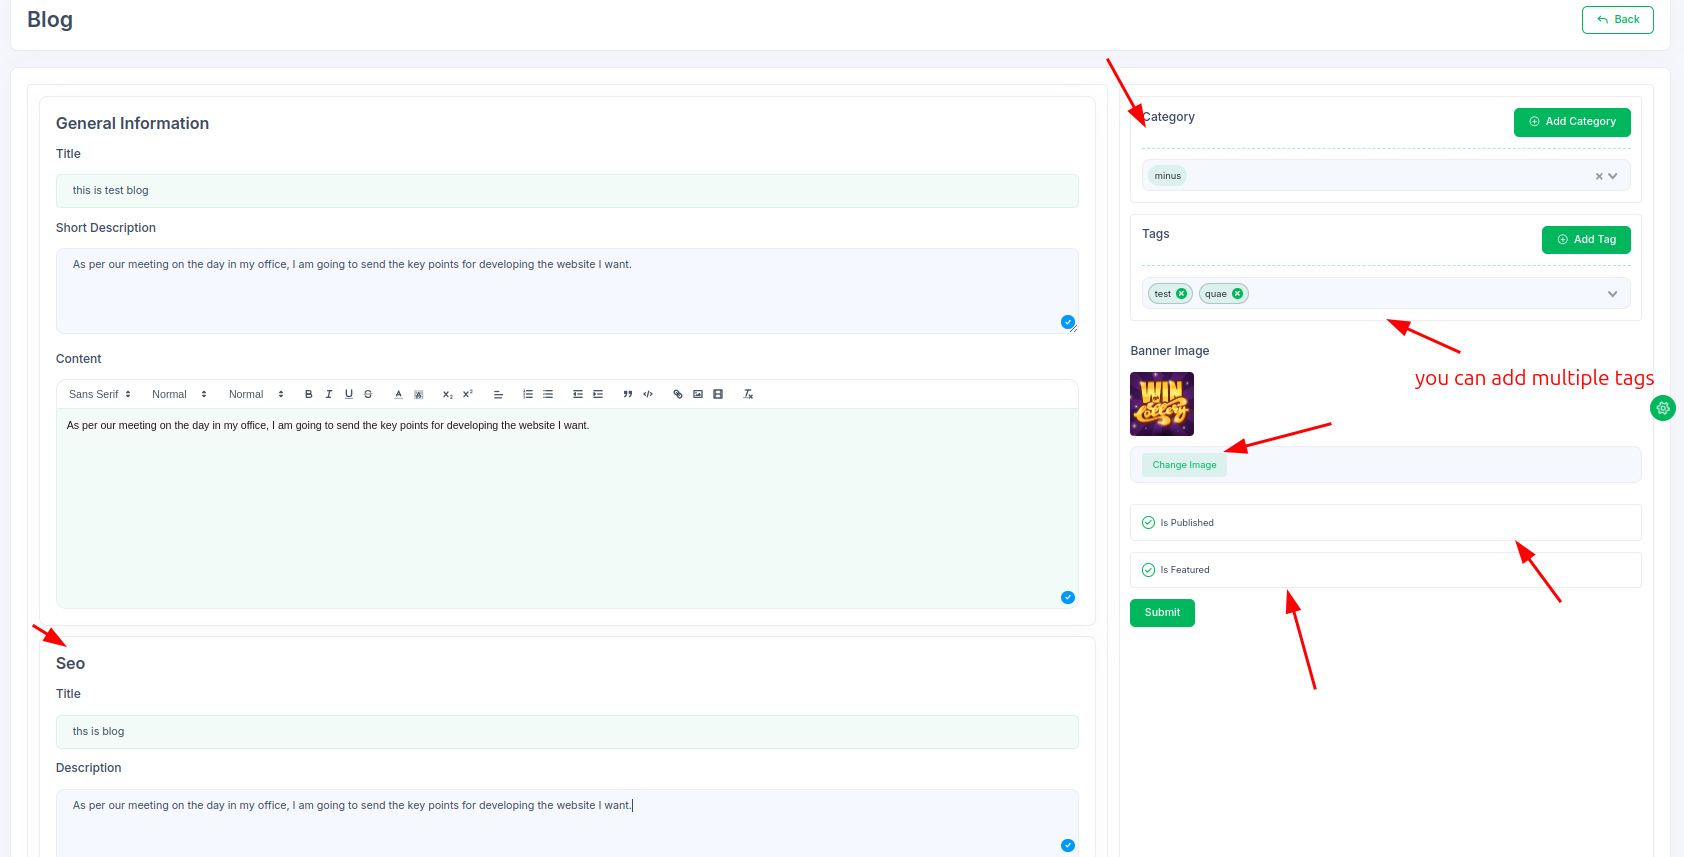 Blog
Back
General Information
Title
this is test blog
Short Description
As per our meeting on the day in my office, I am going to send the key points for developing the website I want.
Content
Sans Serif Normal Normal B I U S A A X₂ X² </> Tx
As per our meeting on the day in my office, I am going to send the key points for developing the website I want.
Seo
Title
ths is blog
Description
As per our meeting on the day in my office, I am going to send the key points for developing the website I want.
Category
Add Category
minus
Tags
Add Tag
test quae
you can add multiple tags
Banner Image
WIN
Lottery
Change Image
Is Published
Is Featured
Submit